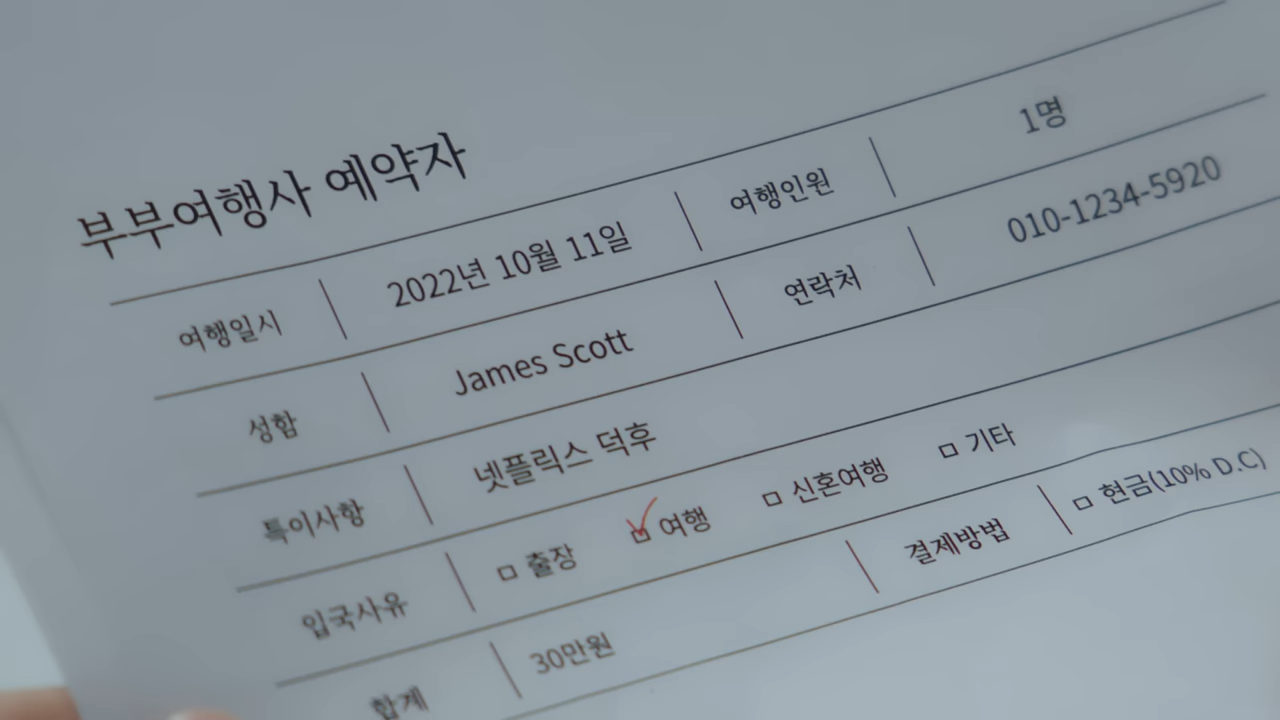 부부여행사 예약자
여행일시 2022년 10월 11일 여행인원 1명
성함 James Scott 연락처 010-1234-5920
특이사항 넷플릭스 덕후
입국사유 □ 출장 ☑ 여행 □ 신혼여행 □ 기타
합계 30만원 결제방법 □ 현금(10% D.C)